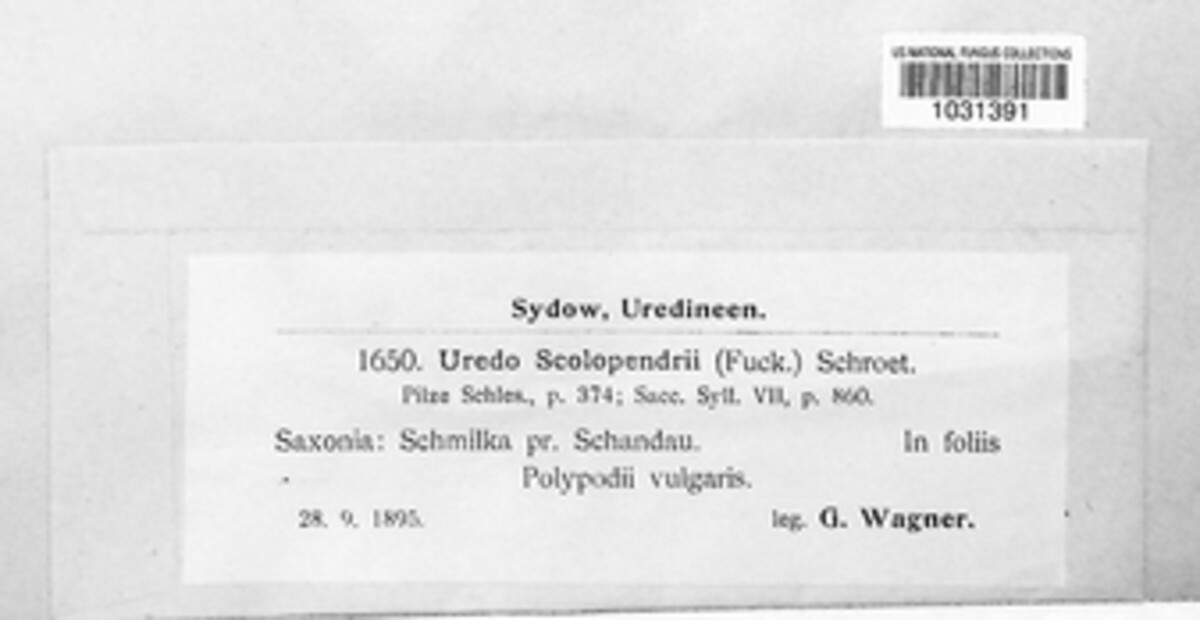 US NATIONAL FUNGUS COLLECTIONS
1031391
Sydow, Uredineen.
1650. Uredo Scolopendrii (Fuck.) Schroet.
Pilze Schles., p. 374; Sacc. Syll. VII, p. 860.
Saxonia: Schmilka pr. Schandau. In foliis
Polypodii vulgaris.
28. 9. 1895. leg. G. Wagner.